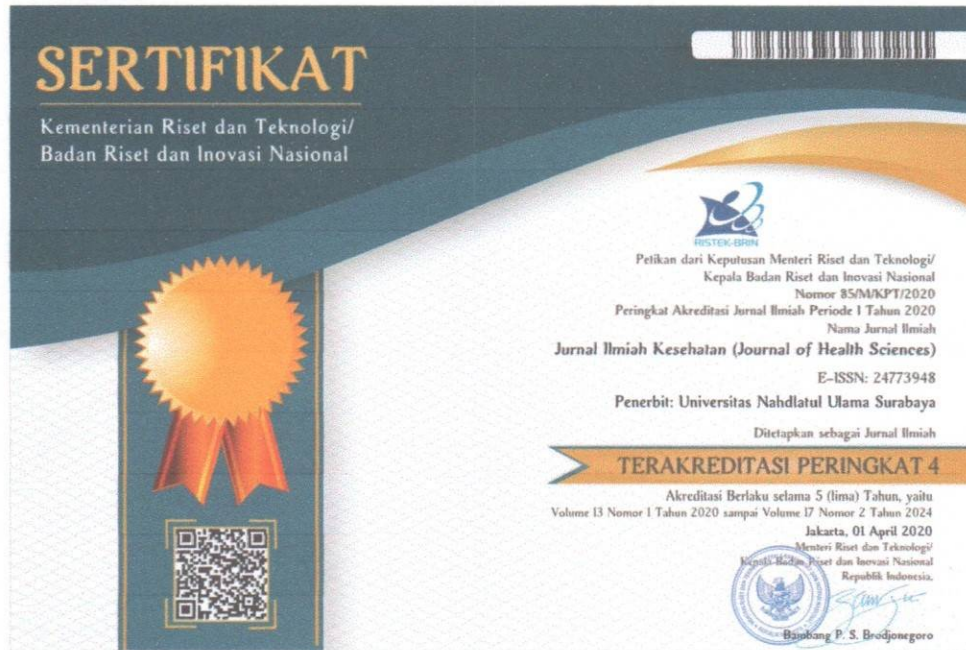 SERTIFIKAT
Kementerian Riset dan Teknologi/
Badan Riset dan Inovasi Nasional
RISTEK-BRIN
Petikan dari Keputusan Menteri Riset dan Teknologi/
Kepala Badan Riset dan Inovasi Nasional
Nomor 85/M/KPT/2020
Peringkat Akreditasi Jurnal Ilmiah Periode I Tahun 2020
Nama Jurnal Ilmiah
Jurnal Ilmiah Kesehatan (Journal of Health Sciences)
E-ISSN: 24773948
Penerbit: Universitas Nahdlatul Ulama Surabaya
Ditetapkan sebagai Jurnal Ilmiah
TERAKREDITASI PERINGKAT 4
Akreditasi Berlaku selama 5 (lima) Tahun, yaitu
Volume 13 Nomor 1 Tahun 2020 sampai Volume 17 Nomor 2 Tahun 2024
Jakarta, 01 April 2020
Menteri Riset dan Teknologi/
Kepala Badan Riset dan Inovasi Nasional
Republik Indonesia,
Bambang P. S. Brodjonegoro